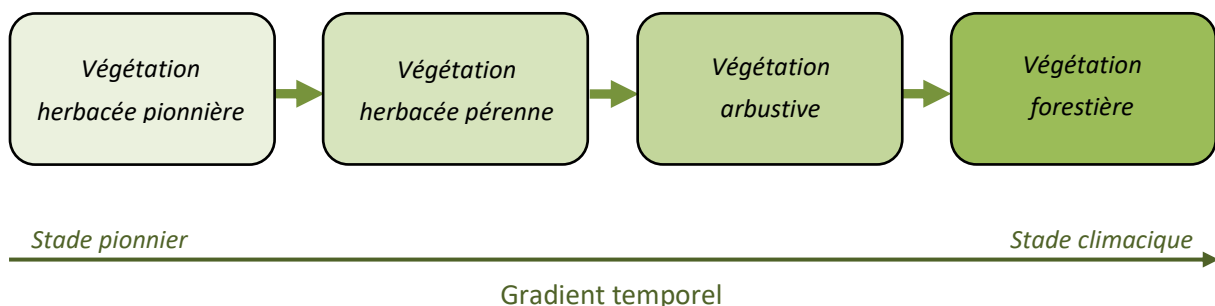 Végétation
herbacée pionnière
Végétation
herbacée pérenne
Végétation
arbustive
Végétation
forestière
Stade pionnier
Stade climacique
Gradient temporel